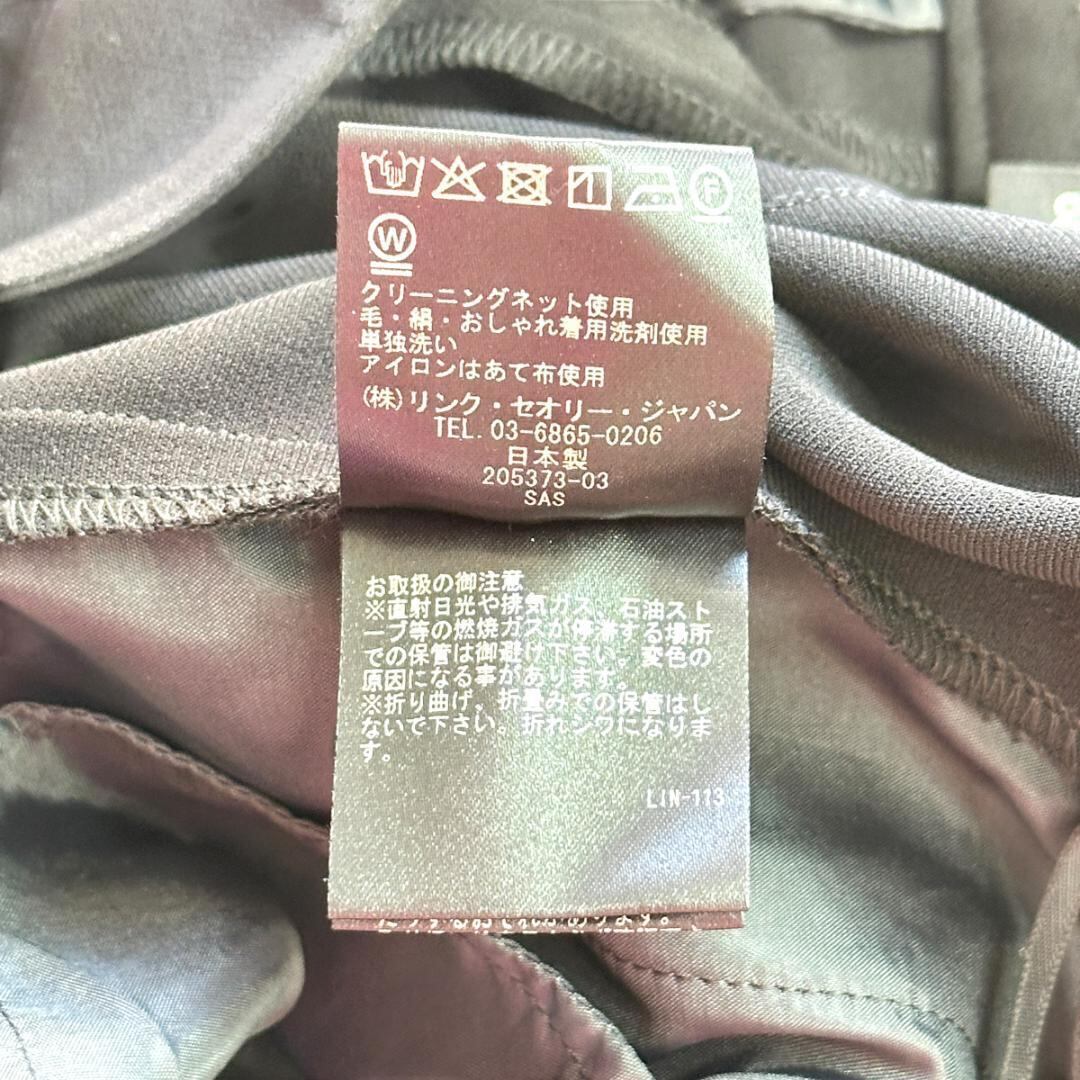 F
W
クリーニングネット使用
毛・絹・おしゃれ着用洗剤使用
単独洗い
アイロンはあて布使用
(株)リンク・セオリー・ジャパン
TEL. 03-6865-0206
日本製
205373-03
SAS
お取扱の御注意
※直射日光や排気ガス、石油スト
ーブ等の燃焼ガスが停滞する場所
での保管は御避け下さい。変色の
原因になる事があります。
※折り曲げ、折畳みでの保管はし
ないで下さい。折れシワになりま
す。
LIN-113